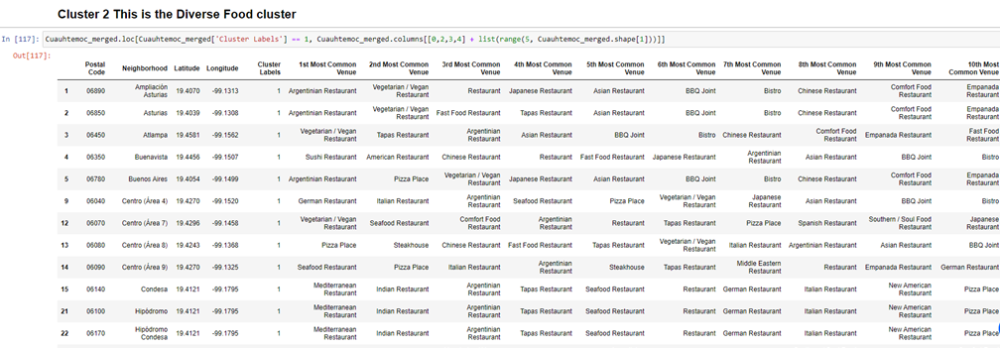 Cluster 2 This is the Diverse Food cluster
In [117]: Cuauhtemoc_merged.loc[Cuauhtemoc_merged['Cluster Labels'] == 1, Cuauhtemoc_merged.columns[[0,2,3,4] + list(range(5, Cuauhtemoc_merged.shape[1]))]]
Out[117]:
Postal Code Neighborhood Latitude Longitude Cluster Labels 1st Most Common Venue 2nd Most Common Venue 3rd Most Common Venue 4th Most Common Venue 5th Most Common Venue 6th Most Common Venue 7th Most Common Venue 8th Most Common Venue 9th Most Common Venue 10th Most Common Venue
1 06890 Ampliación Asturias 19.4070 -99.1313 1 Argentinian Restaurant Vegetarian / Vegan Restaurant Restaurant Japanese Restaurant Asian Restaurant BBQ Joint Bistro Chinese Restaurant Comfort Food Restaurant Empanada Restaurant
2 06850 Asturias 19.4039 -99.1308 1 Argentinian Restaurant Vegetarian / Vegan Restaurant Fast Food Restaurant Tapas Restaurant Asian Restaurant BBQ Joint Bistro Chinese Restaurant Comfort Food Restaurant Empanada Restaurant
3 06450 Atlampa 19.4581 -99.1562 1 Vegetarian / Vegan Restaurant Tapas Restaurant Argentinian Restaurant Asian Restaurant BBQ Joint Bistro Chinese Restaurant Comfort Food Restaurant Empanada Restaurant Fast Food Restaurant
4 06350 Buenavista 19.4456 -99.1507 1 Sushi Restaurant American Restaurant Chinese Restaurant Restaurant Fast Food Restaurant Japanese Restaurant Argentinian Restaurant Asian Restaurant BBQ Joint Bistro
5 06780 Buenos Aires 19.4054 -99.1499 1 Argentinian Restaurant Pizza Place Vegetarian / Vegan Restaurant Japanese Restaurant Asian Restaurant BBQ Joint Bistro Chinese Restaurant Comfort Food Restaurant Empanada Restaurant
9 06040 Centro (Área 4) 19.4270 -99.1520 1 German Restaurant Italian Restaurant Argentinian Restaurant Seafood Restaurant Pizza Place Vegetarian / Vegan Restaurant Japanese Restaurant Asian Restaurant BBQ Joint Bistro
12 06070 Centro (Área 7) 19.4296 -99.1458 1 Vegetarian / Vegan Restaurant Seafood Restaurant Comfort Food Restaurant Argentinian Restaurant Restaurant Tapas Restaurant Pizza Place Spanish Restaurant Southern / Soul Food Restaurant Japanese Restaurant
13 06080 Centro (Área 8) 19.4243 -99.1368 1 Pizza Place Steakhouse Chinese Restaurant Fast Food Restaurant Tapas Restaurant Vegetarian / Vegan Restaurant Italian Restaurant Argentinian Restaurant Asian Restaurant BBQ Joint
14 06090 Centro (Área 9) 19.4270 -99.1325 1 Seafood Restaurant Pizza Place Italian Restaurant Argentinian Restaurant Steakhouse Tapas Restaurant Middle Eastern Restaurant Restaurant Empanada Restaurant German Restaurant
15 06140 Condesa 19.4121 -99.1795 1 Mediterranean Restaurant Indian Restaurant Argentinian Restaurant Tapas Restaurant Seafood Restaurant Restaurant German Restaurant Italian Restaurant New American Restaurant Pizza Place
21 06100 Hipódromo 19.4121 -99.1795 1 Mediterranean Restaurant Indian Restaurant Argentinian Restaurant Tapas Restaurant Seafood Restaurant Restaurant German Restaurant Italian Restaurant New American Restaurant Pizza Place
22 06170 Hipódromo Condesa 19.4121 -99.1795 1 Mediterranean Restaurant Indian Restaurant Argentinian Restaurant Tapas Restaurant Seafood Restaurant Restaurant German Restaurant Italian Restaurant New American Restaurant Pizza Place